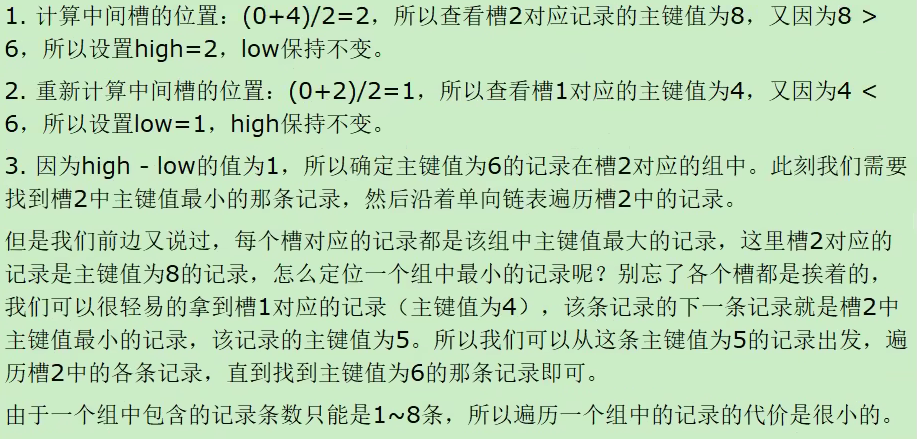 1. 计算中间槽的位置：(0+4)/2=2，所以查看槽2对应记录的主键值为8，又因为8 >
6，所以设置high=2，low保持不变。
2. 重新计算中间槽的位置：(0+2)/2=1，所以查看槽1对应的主键值为4，又因为4 <
6，所以设置low=1，high保持不变。
3. 因为high - low的值为1，所以确定主键值为6的记录在槽2对应的组中。此刻我们需要
找到槽2中主键值最小的那条记录，然后沿着单向链表遍历槽2中的记录。
但是我们前边又说过，每个槽对应的记录都是该组中主键值最大的记录，这里槽2对应的
记录是主键值为8的记录，怎么定位一个组中最小的记录呢？别忘了各个槽都是挨着的，
我们可以很轻易的拿到槽1对应的记录（主键值为4），该条记录的下一条记录就是槽2中
主键值最小的记录，该记录的主键值为5。所以我们可以从这条主键值为5的记录出发，遍
历槽2中的各条记录，直到找到主键值为6的那条记录即可。
由于一个组中包含的记录条数只能是1~8条，所以遍历一个组中的记录的代价是很小的。